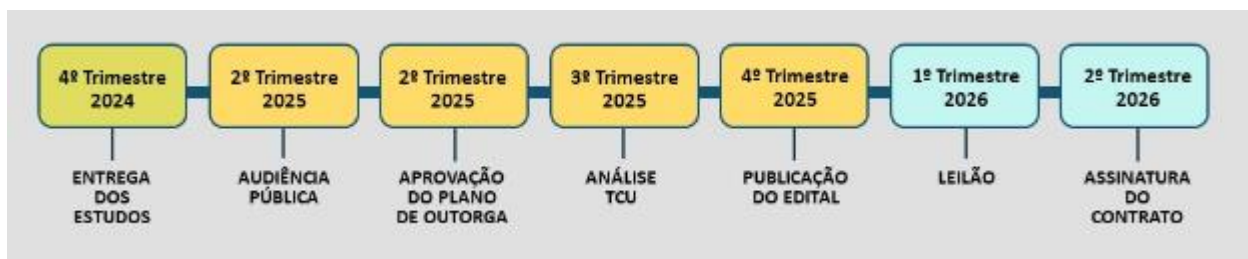 4º Trimestre
2024
ENTREGA
DOS
ESTUDOS
2º Trimestre
2025
AUDIÊNCIA
PÚBLICA
2º Trimestre
2025
APROVAÇÃO
DO PLANO
DE OUTORGA
3º Trimestre
2025
ANÁLISE
TCU
4º Trimestre
2025
PUBLICAÇÃO
DO EDITAL
1º Trimestre
2026
LEILÃO
2º Trimestre
2026
ASSINATURA
DO
CONTRATO